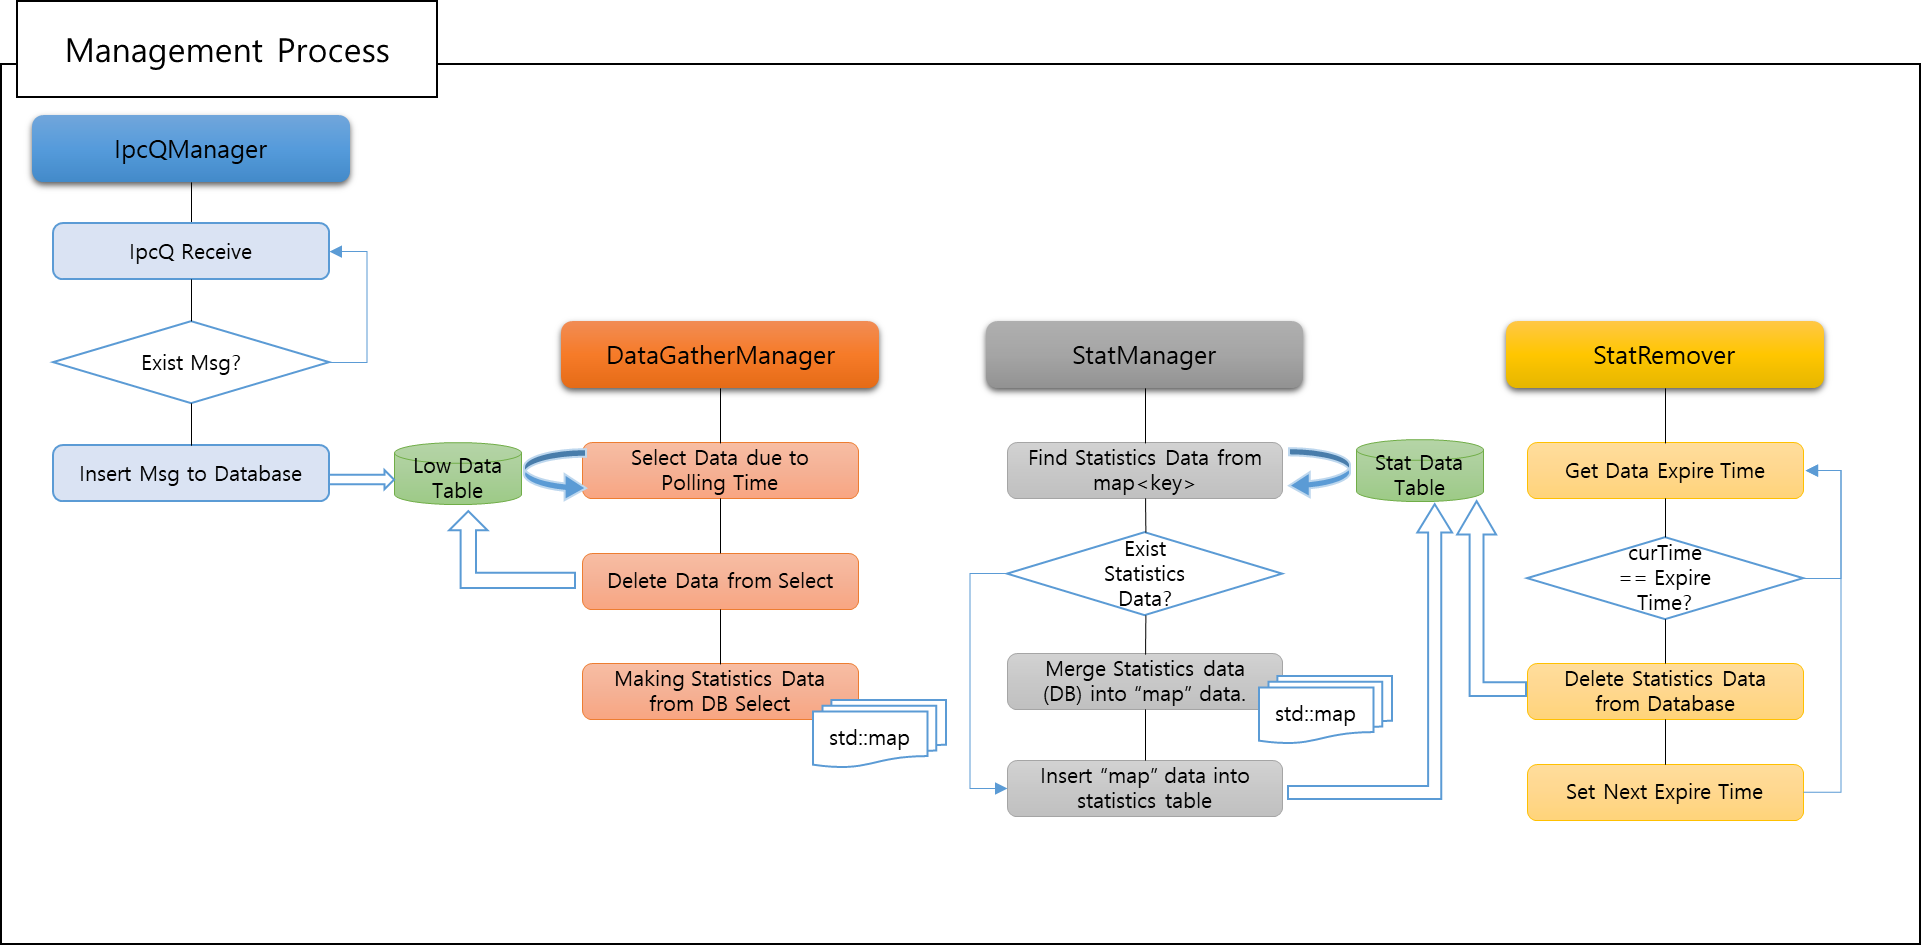 Management Process
IpcQManager
IpcQ Receive
Exist Msg?
Insert Msg to Database
Low Data
Table
DataGatherManager
Select Data due to
Polling Time
Delete Data from Select
Making Statistics Data
from DB Select
std::map
StatManager
Find Statistics Data from
map<key>
Exist
Statistics
Data?
Merge Statistics data
(DB) into “map” data.
std::map
Insert “map” data into
statistics table
Stat Data
Table
StatRemover
Get Data Expire Time
curTime
== Expire
Time?
Delete Statistics Data
from Database
Set Next Expire Time